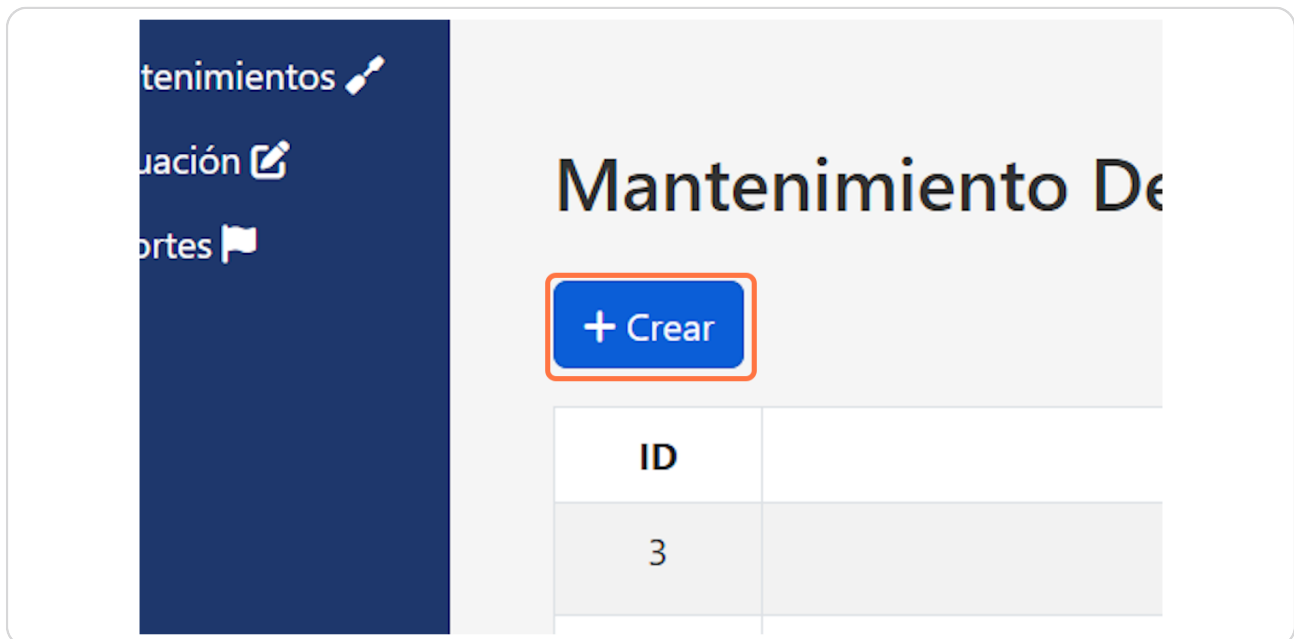 tenimientos
uación
ortes
Mantenimiento De
+ Crear
ID
3